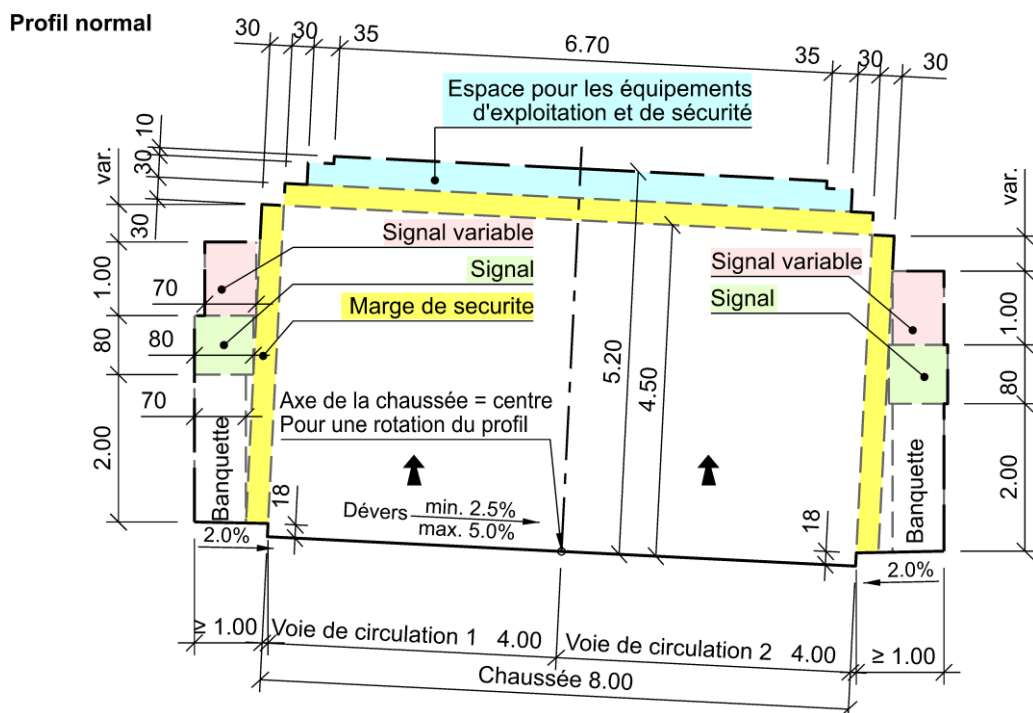 Profil normal
30 30 35 6.70 35 30 30
Espace pour les équipements
d'exploitation et de sécurité
10
30
30
var.
var.
Signal variable
Signal
Marge de securite
Signal variable
Signal
1.00
70
80
80
70
2.00
5.20
4.50
1.00
80
2.00
Axe de la chaussée = centre
Pour une rotation du profil
Banquette
Banquette
18
18
Dévers min. 2.5%
max. 5.0%
2.0%
2.0%
≥ 1.00 Voie de circulation 1 4.00 Voie de circulation 2 4.00 ≥ 1.00
Chaussée 8.00